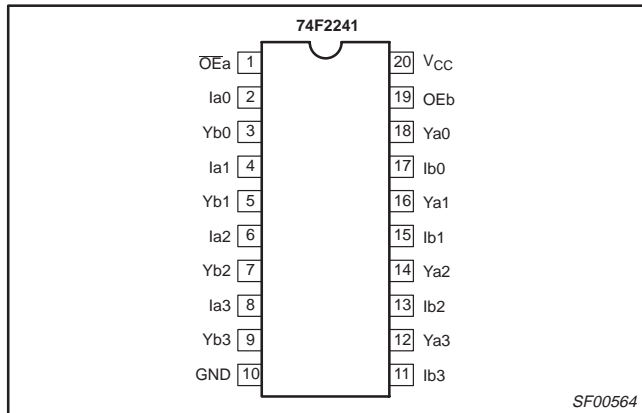 74F2241
O̅E̅a 1 20 VCC
Ia0 2 19 OEb
Yb0 3 18 Ya0
Ia1 4 17 Ib0
Yb1 5 16 Ya1
Ia2 6 15 Ib1
Yb2 7 14 Ya2
Ia3 8 13 Ib2
Yb3 9 12 Ya3
GND 10 11 Ib3
SF00564